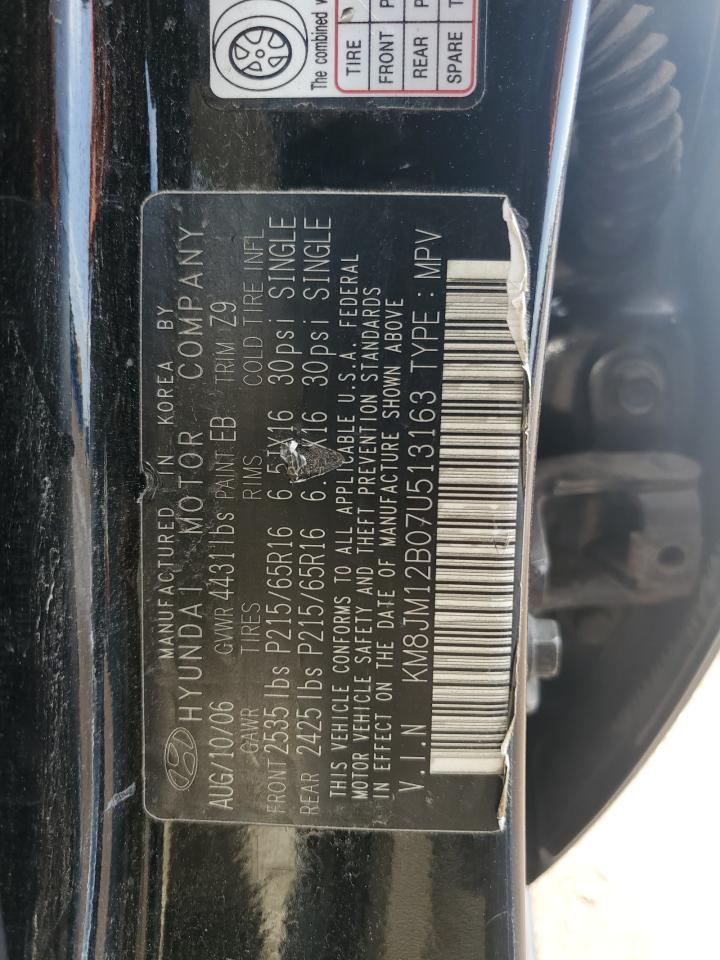 The combined w
TIRE
FRONT P
REAR P
SPARE T
MANUFACTURED IN KOREA BY
HYUNDAI MOTOR COMPANY
AUG/10/06 GVWR 4431lbs PAINT EB TRIM Z9
GAWR TIRES RIMS COLD TIRE INFL
FRONT 2535lbs P215/65R16 6.5JX16 30psi SINGLE
REAR 2425lbs P215/65R16 6. X16 30psi SINGLE
THIS VEHICLE CONFORMS TO ALL APPLICABLE U.S.A. FEDERAL
MOTOR VEHICLE SAFETY AND THEFT PREVENTION STANDARDS
IN EFFECT ON THE DATE OF MANUFACTURE SHOWN ABOVE
V.I.N KM8JM12B07U513163 TYPE : MPV